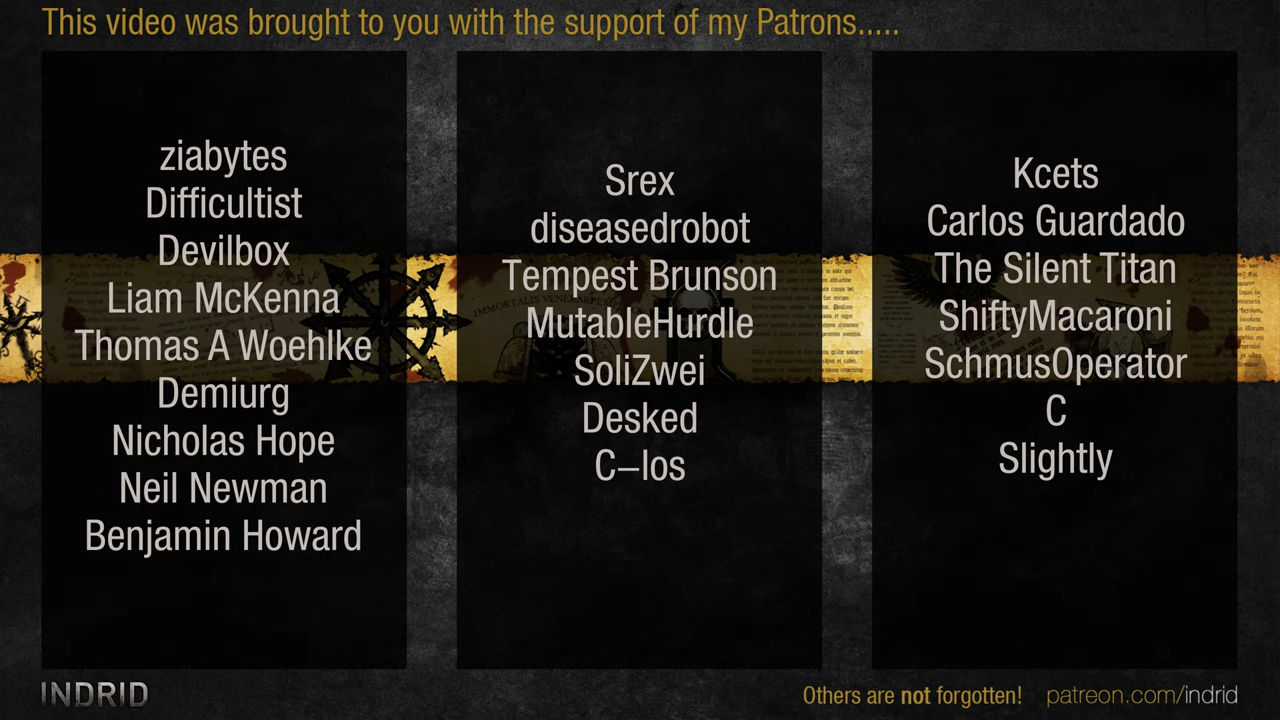 This video was brought to you with the support of my Patrons.....
ziabytes
Difficultist
Devilbox
Liam McKenna
Thomas A Woehlke
Demiurg
Nicholas Hope
Neil Newman
Benjamin Howard
Srex
diseasedrobot
Tempest Brunson
MutableHurdle
SoliZwei
Desked
C–los
Kcets
Carlos Guardado
The Silent Titan
ShiftyMacaroni
SchmusOperator
C
Slightly
INDRID
Others are not forgotten!
patreon.com/indrid